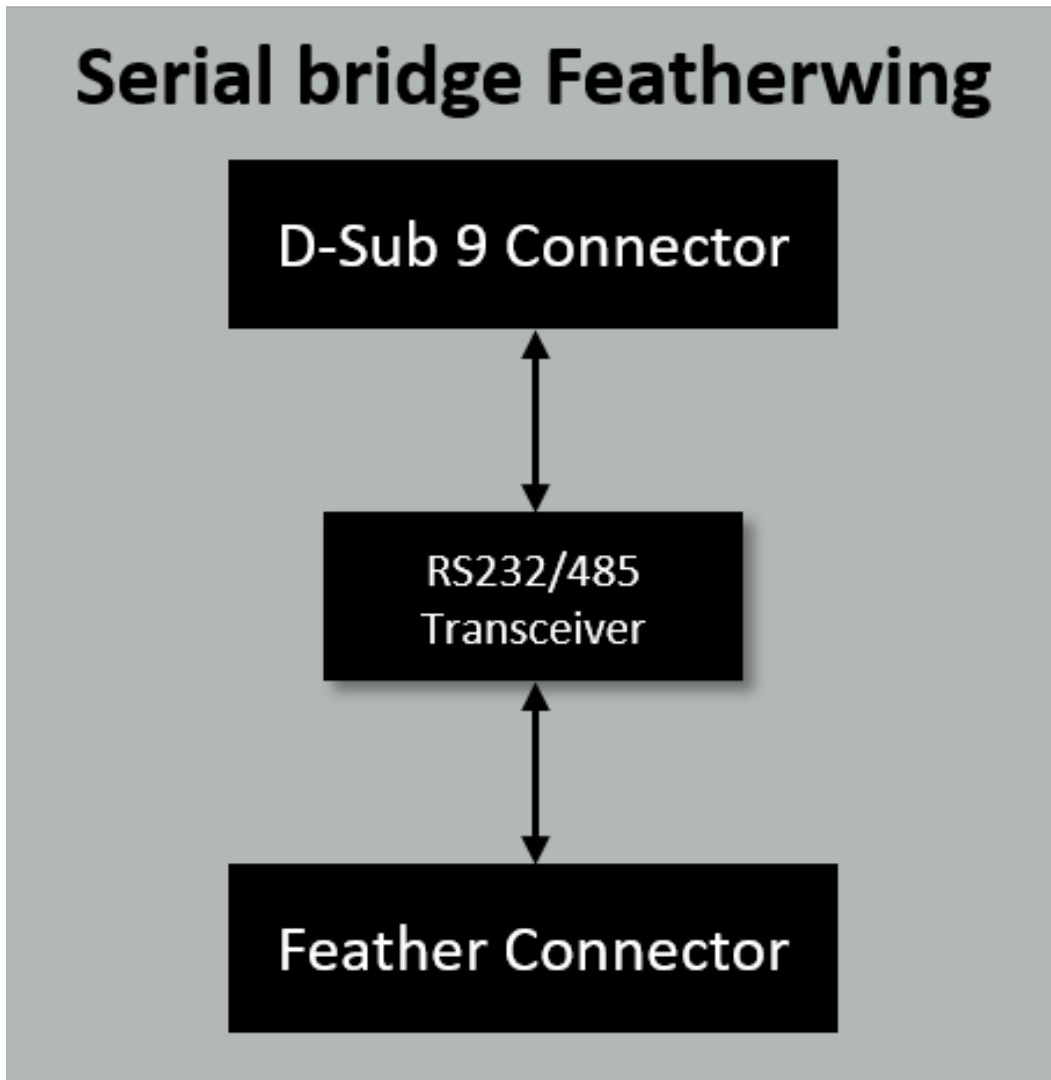 Serial bridge Featherwing
D-Sub 9 Connector
RS232/485
Transceiver
Feather Connector